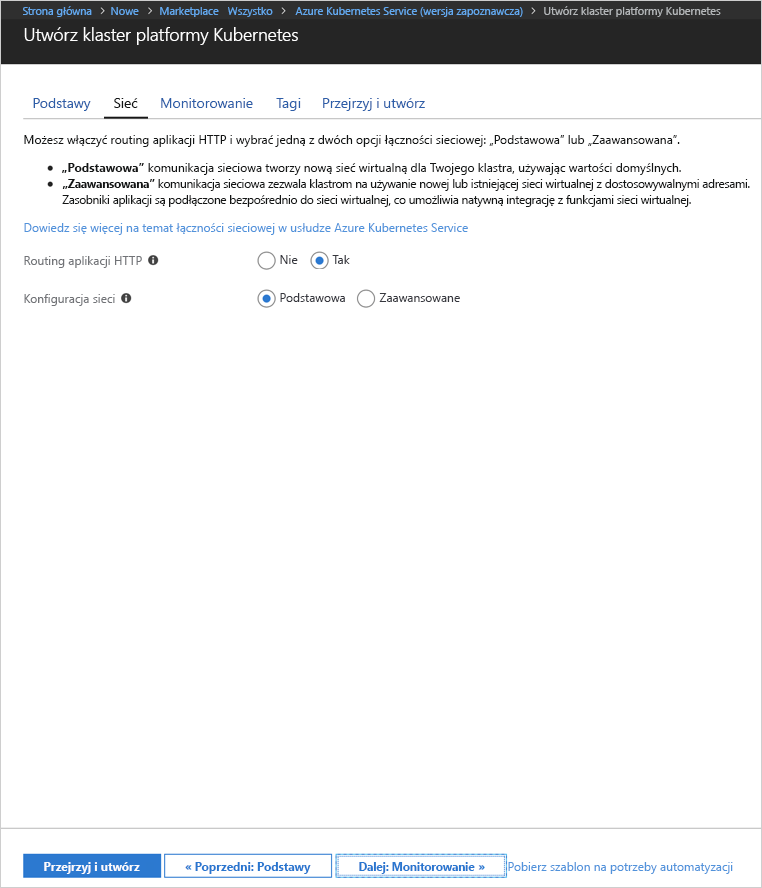 Strona główna > Nowe > Marketplace Wszystko > Azure Kubernetes Service (wersja zapoznawcza) > Utwórz klaster platformy Kubernetes
Utwórz klaster platformy Kubernetes
Podstawy Sieć Monitorowanie Tagi Przejrzyj i utwórz
Możesz włączyć routing aplikacji HTTP i wybrać jedną z dwóch opcji łączności sieciowej: „Podstawowa” lub „Zaawansowana”.
• „Podstawowa” komunikacja sieciowa tworzy nową sieć wirtualną dla Twojego klastra, używając wartości domyślnych.
• „Zaawansowana” komunikacja sieciowa zezwala klastrom na używanie nowej lub istniejącej sieci wirtualnej z dostosowywalnymi adresami.
Zasobniki aplikacji są podłączone bezpośrednio do sieci wirtualnej, co umożliwia natywną integrację z funkcjami sieci wirtualnej.
Dowiedz się więcej na temat łączności sieciowej w usłudze Azure Kubernetes Service
Routing aplikacji HTTP Nie Tak
Konfiguracja sieci Podstawowa Zaawansowane
Przejrzyj i utwórz « Poprzedni: Podstawy Dalej: Monitorowanie » Pobierz szablon na potrzeby automatyzacji